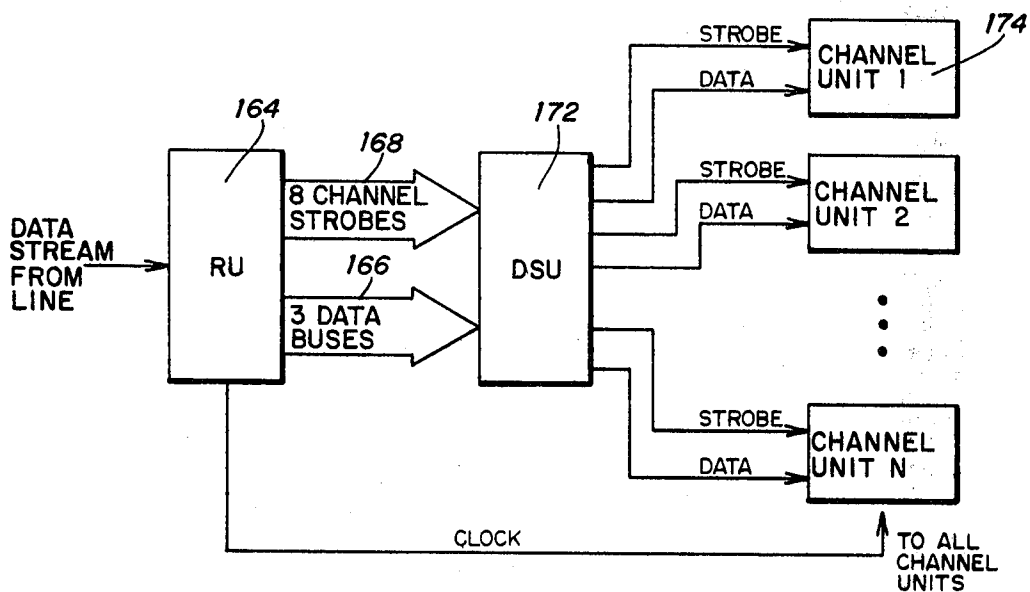 STROBE
174
CHANNEL
UNIT 1
DATA
164
168
172
8 CHANNEL
STROBES
STROBE
CHANNEL
UNIT 2
DATA
DATA
STREAM
FROM
LINE
RU
166
DSU
3 DATA
BUSES
STROBE
CHANNEL
UNIT N
DATA
CLOCK
TO ALL
CHANNEL
UNITS